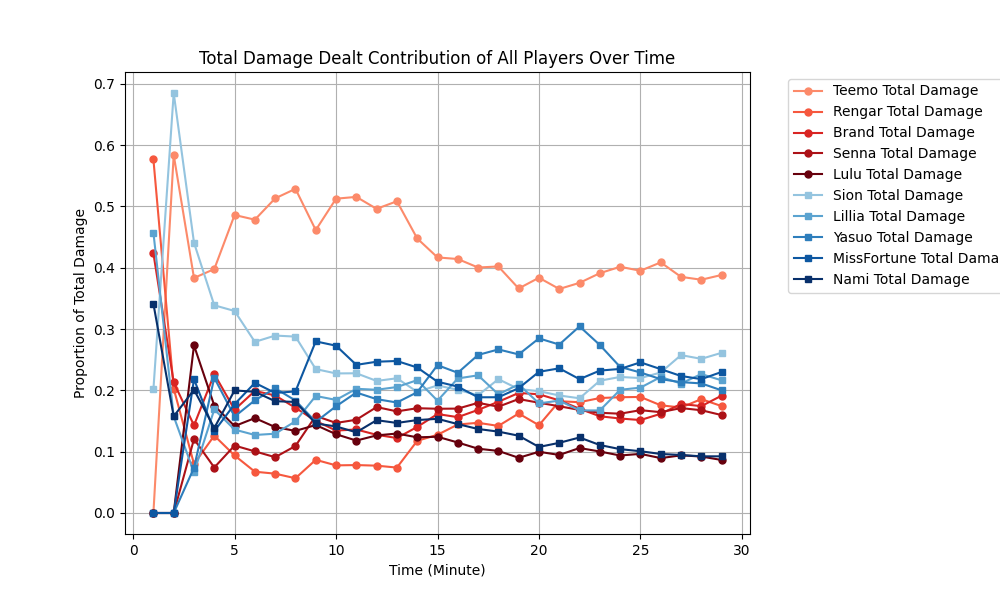 Total Damage Dealt Contribution of All Players Over Time
Proportion of Total Damage
0.7
0.6
0.5
0.4
0.3
0.2
0.1
0.0
0 5 10 15 20 25 30
Time (Minute)
Teemo Total Damage
Rengar Total Damage
Brand Total Damage
Senna Total Damage
Lulu Total Damage
Sion Total Damage
Lillia Total Damage
Yasuo Total Damage
MissFortune Total Dama
Nami Total Damage